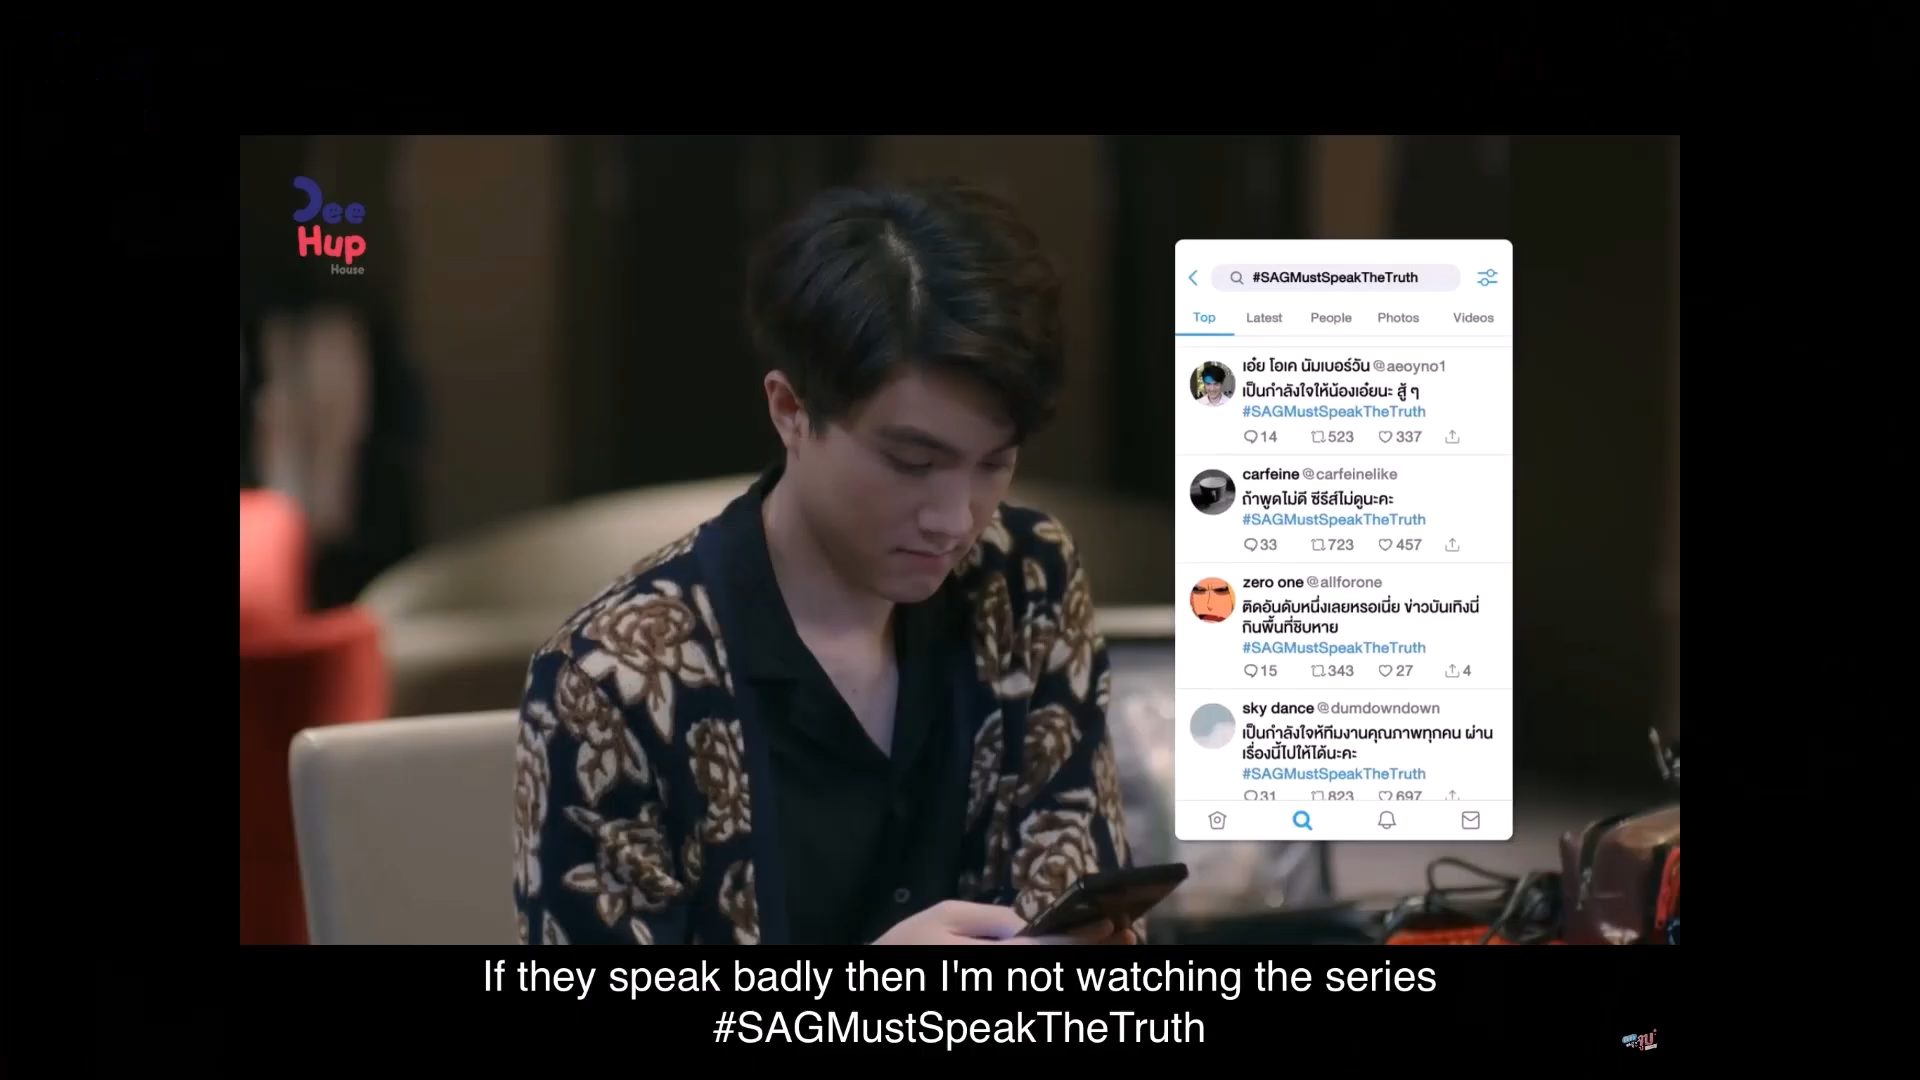 Dee
Hup
House
#SAGMustSpeakTheTruth
Top Latest People Photos Videos
เอ๋ย โอเค นัมเบอร์วัน @aeoyno1
เป็นกำลังใจให้น้องเอ๋ยนะ สู้ ๆ
#SAGMustSpeakTheTruth
14 523 337
carfeine @carfeinelike
ถ้าพูดไม่ดี ซีรีส์ไม่ดูนะคะ
#SAGMustSpeakTheTruth
33 723 457
zero one @allforone
ติดอันดับหนึ่งเลยหรอเนี่ย ข่าวบันเทิงนี่
กินพื้นที่ชิบหาย
#SAGMustSpeakTheTruth
15 343 27 4
sky dance @dumdowndown
เป็นกำลังใจห้ทีมงานคุณภาพทุกคน ผ่าน
เรื่องนี้ไปให้ได้นะคะ
#SAGMustSpeakTheTruth
31 823 697
If they speak badly then I'm not watching the series
#SAGMustSpeakTheTruth